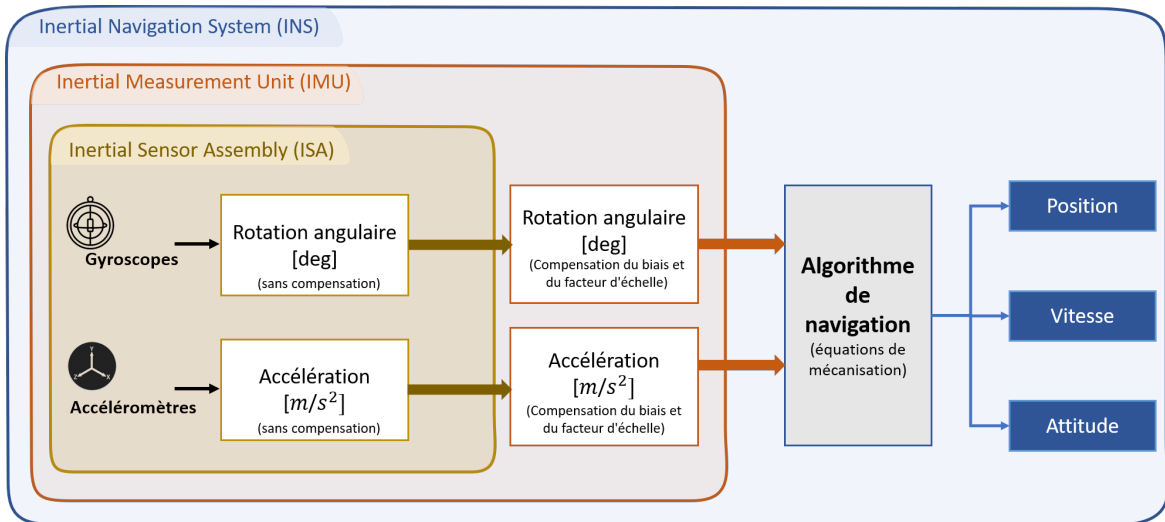 Inertial Navigation System (INS)
Inertial Measurement Unit (IMU)
Inertial Sensor Assembly (ISA)
Gyroscopes
Rotation angulaire
[deg]
(sans compensation)
Rotation angulaire
[deg]
(Compensation du biais et
du facteur d'échelle)
Y
Z
X
Accéléromètres
Accélération
[m/s²]
(sans compensation)
Accélération
[m/s²]
(Compensation du biais et
du facteur d'échelle)
Algorithme
de
navigation
(équations de
mécanisation)
Position
Vitesse
Attitude